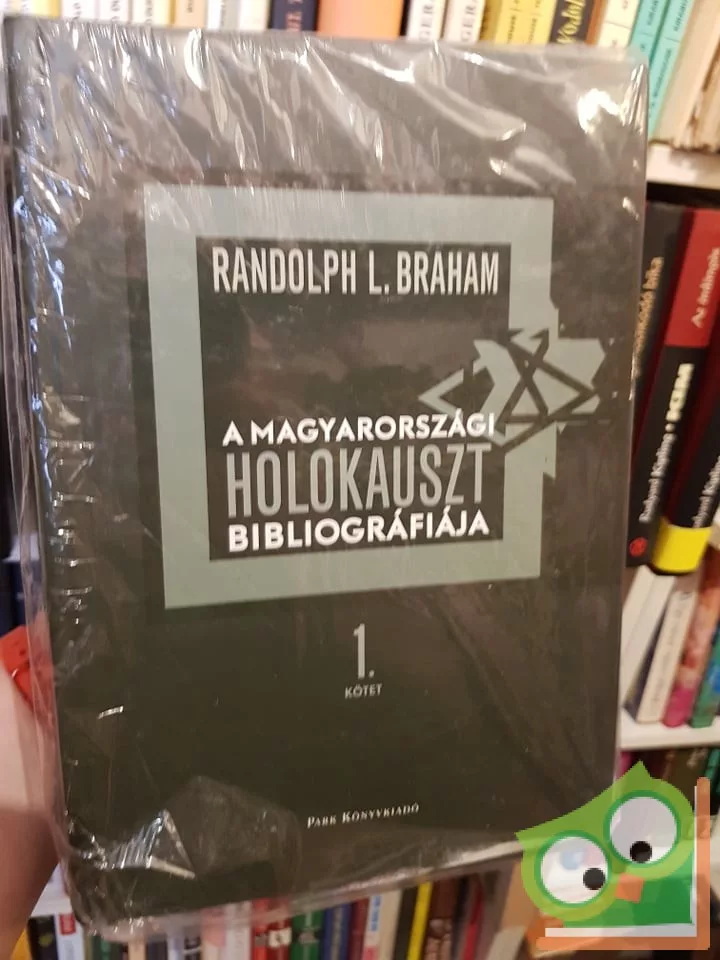 RANDOLPH L. BRAHAM
A MAGYARORSZÁGI
HOLOKAUSZT
BIBLIOGRÁFIÁJA
1.
KÖTET
PARK KÖNYVKIADÓ